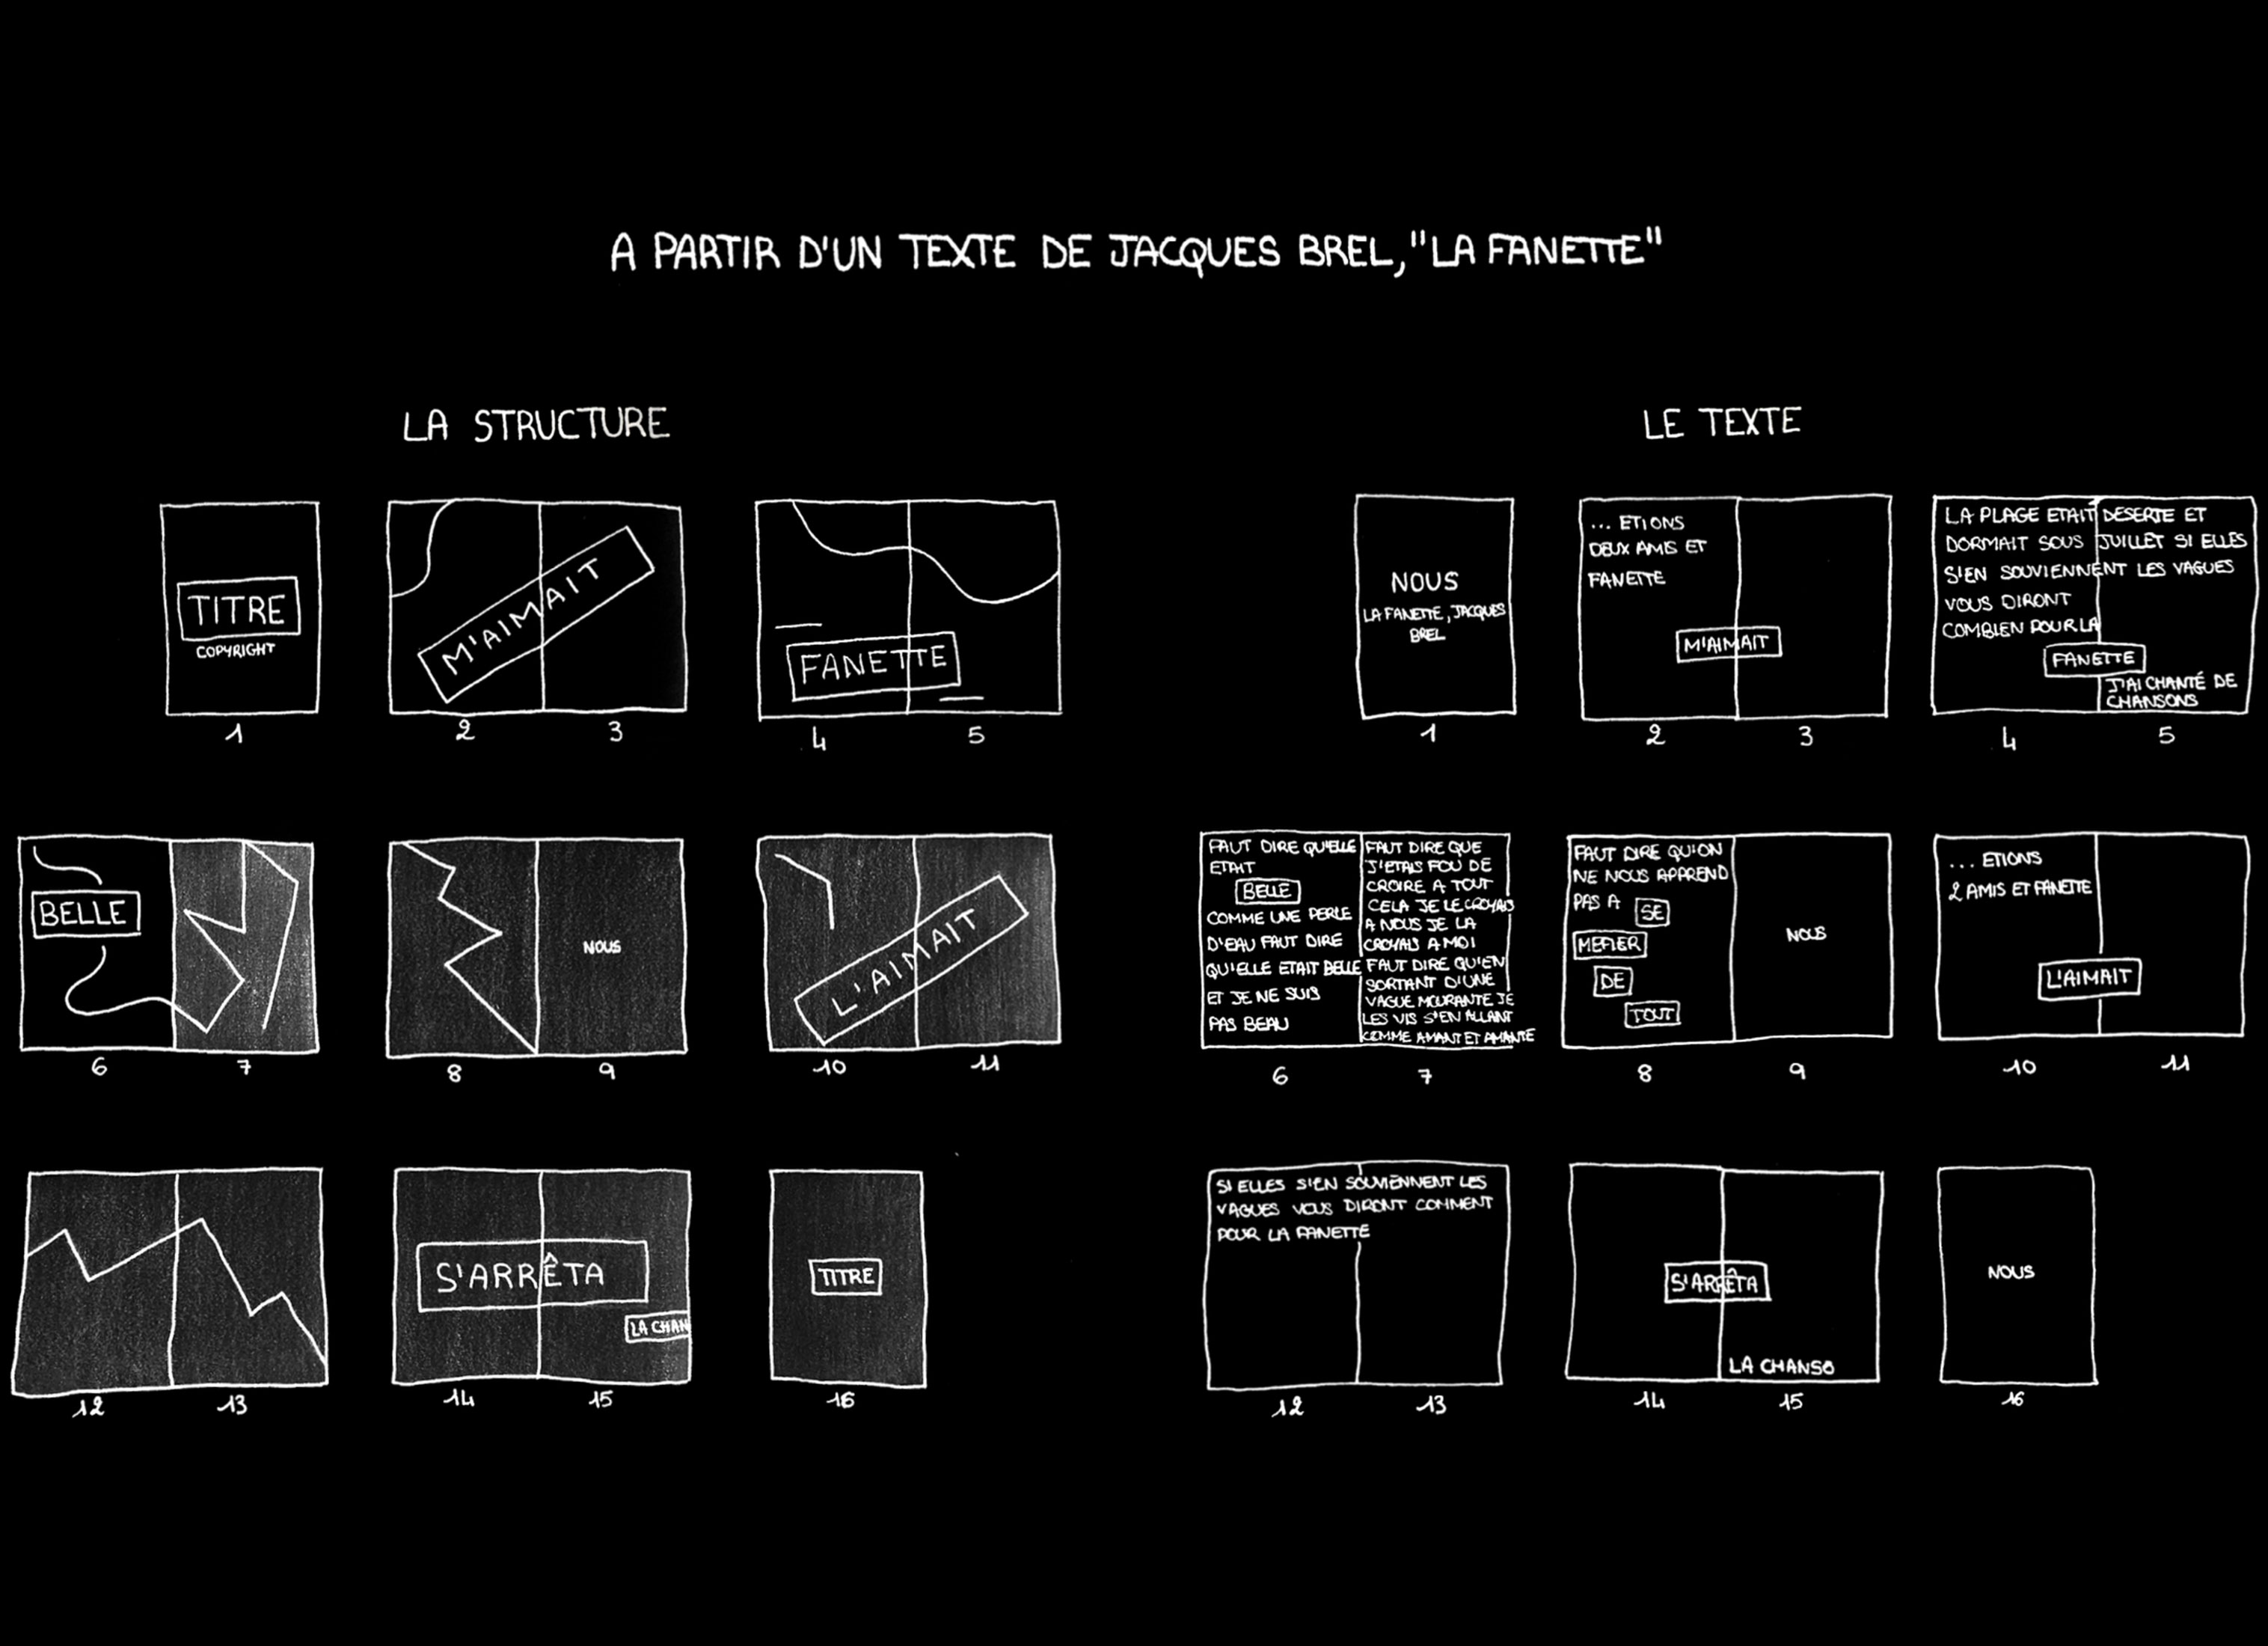 A PARTIR D'UN TEXTE DE JACQUES BREL, "LA FANETTE"
LA STRUCTURE
TITRE
COPYRIGHT
1
M'AIMAIT
2
3
FANETTE
4
5
BELLE
6
7
NOUS
8
9
L'AIMAIT
10
11
12
13
S'ARRÊTA
LA CHAN
14
15
TITRE
16
LE TEXTE
NOUS
LA FANETTE, JACQUES
BREL
1
... ETIONS
DEUX AMIS ET
FANETTE
M'AIMAIT
2
3
LA PLAGE ETAIT DESERTE ET
DORMAIT SOUS JUILLET SI ELLES
S'EN SOUVIENNENT LES VAGUES
VOUS DIRONT
COMBIEN POUR LA
FANETTE
J'AI CHANTÉ DE
CHANSONS
4
5
FAUT DIRE QU'ELLE
ETAIT
BELLE
COMME UNE PERLE
D'EAU FAUT DIRE
QU'ELLE ETAIT BELLE
ET JE NE SUIS
PAS BEAU
6
FAUT DIRE QUE
J'ETAIS FOU DE
CROIRE A TOUT
CELA JE LE CROYAIS
A NOUS JE LA
CROYAIS A MOI
FAUT DIRE QU'EN
SORTANT D'UNE
VAGUE MOURANTE JE
LES VIS S'EN ALLANT
COMME AMANT ET AMANTE
7
FAUT DIRE QU'ON
NE NOUS APPREND
PAS A SE
MEFIER
DE
TOUT
8
NOUS
9
... ETIONS
2 AMIS ET FANETTE
L'AIMAIT
10
11
SI ELLES S'EN SOUVIENNENT LES
VAGUES VOUS DIRONT COMMENT
POUR LA FANETTE
12
13
S'ARRÊTA
LA CHANSO
14
15
NOUS
16